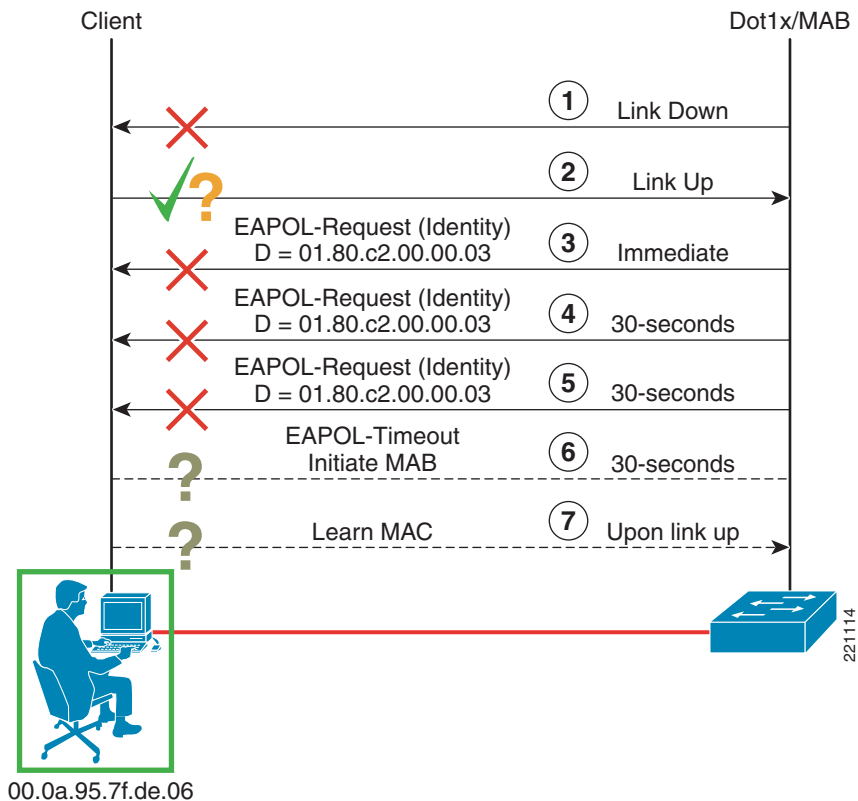 Client
Dot1x/MAB
1
Link Down
2
Link Up
?
EAPOL-Request (Identity)
D = 01.80.c2.00.00.03
3
Immediate
EAPOL-Request (Identity)
D = 01.80.c2.00.00.03
4
30-seconds
EAPOL-Request (Identity)
D = 01.80.c2.00.00.03
5
30-seconds
EAPOL-Timeout
Initiate MAB
6
30-seconds
?
Learn MAC
7
Upon link up
?
221114
00.0a.95.7f.de.06